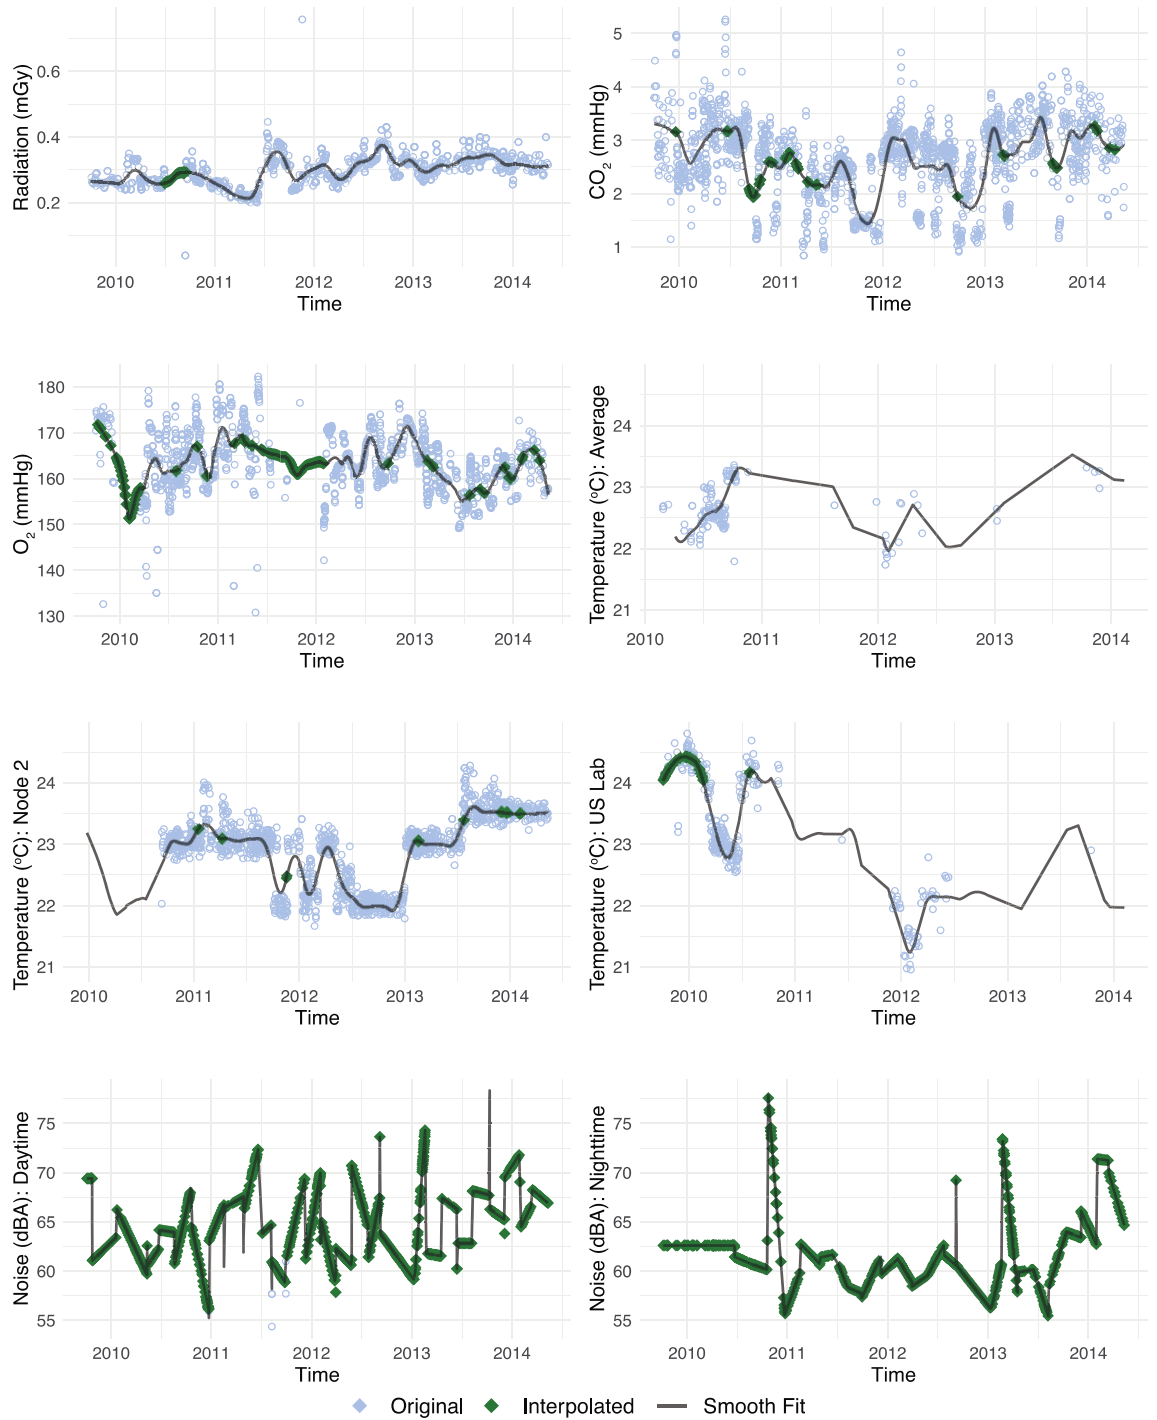 Radiation (mGy)
0.6
0.4
0.2
2010 2011 2012 2013 2014
Time
CO2 (mmHg)
5
4
3
2
1
2010 2011 2012 2013 2014
Time
O2 (mmHg)
180
170
160
150
140
130
2010 2011 2012 2013 2014
Time
Temperature (°C): Average
24
23
22
21
2010 2011 2012 2013 2014
Time
Temperature (°C): Node 2
24
23
22
21
2010 2011 2012 2013 2014
Time
Temperature (°C): US Lab
24
23
22
21
2010 2011 2012 2013 2014
Time
Noise (dBA): Daytime
75
70
65
60
55
2010 2011 2012 2013 2014
Time
Noise (dBA): Nighttime
75
70
65
60
55
2010 2011 2012 2013 2014
Time
Original Interpolated Smooth Fit